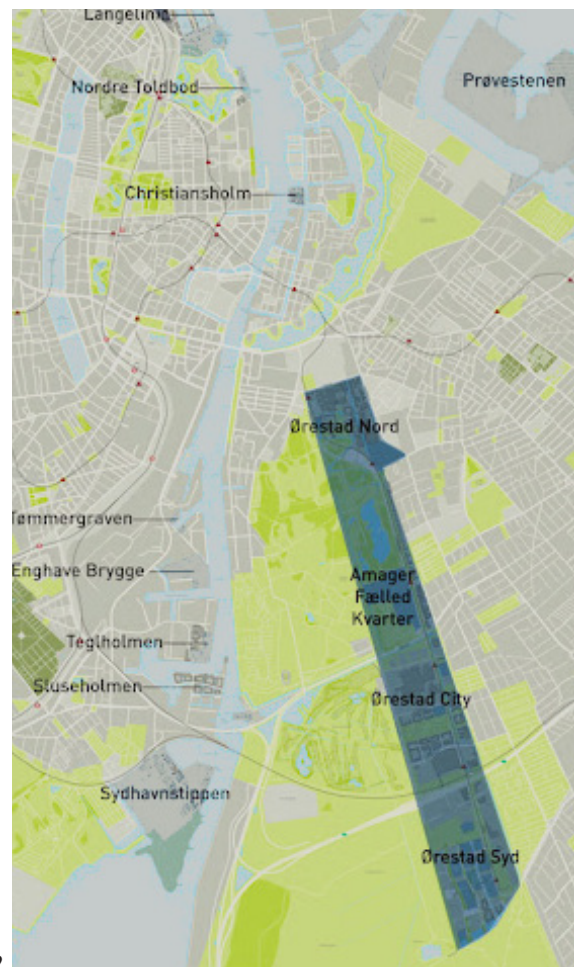 Langelinie
Nordre Toldbod
Prøvestenen
Christiansholm
Ørestad Nord
Tømmergraven
Enghave Brygge
Amager
Fælled
Kvarter
Teglholmen
Sluseholmen
Ørestad City
Sydhavnstippen
Ørestad Syd